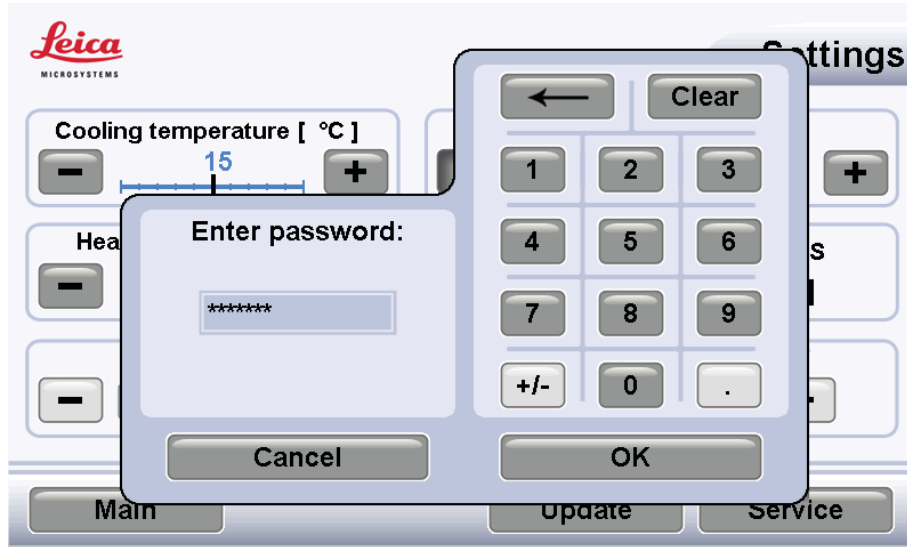 Leica
MICROSYSTEMS
Settings
Cooling temperature [ °C ]
15
Enter password:
*******
← Clear
1 2 3
4 5 6
7 8 9
+/- 0 .
Cancel OK
Main Update Service